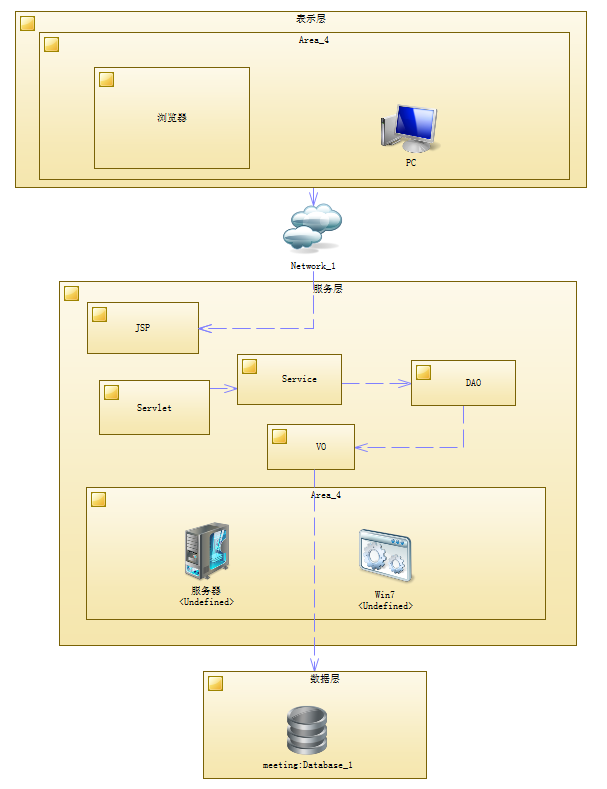 表示层
Area_4
浏览器
PC
Network_1
服务层
JSP
Service
DAO
Servlet
VO
Area_4
服务器
<Undefined>
Win7
<Undefined>
数据层
meeting:Database_1